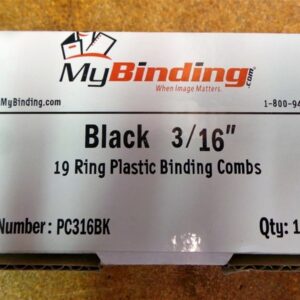 MyBinding.com
When Image Matters.
MyBinding.com 1-800-94
Black 3/16"
19 Ring Plastic Binding Combs
Number: PC316BK Qty: 1